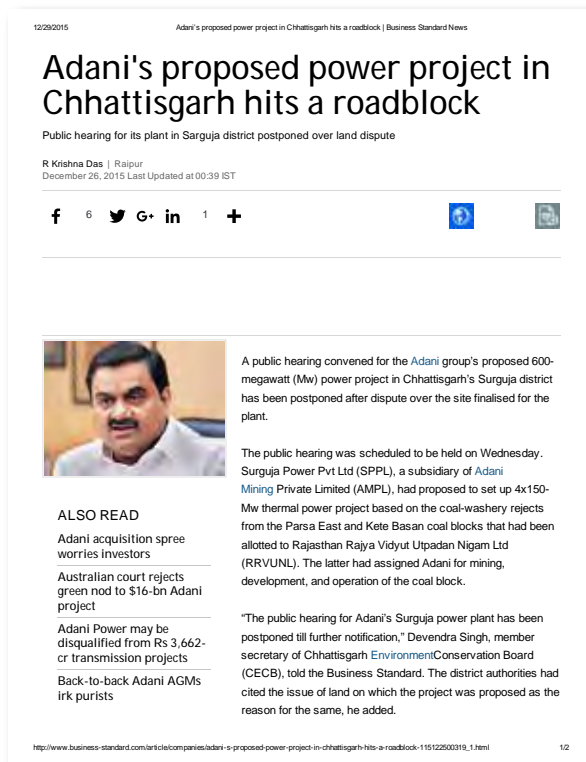 12/29/2015
Adani's proposed power project in Chhattisgarh hits a roadblock | Business Standard News
Adani's proposed power project in
Chhattisgarh hits a roadblock
Public hearing for its plant in Sarguja district postponed over land dispute
R Krishna Das | Raipur
December 26, 2015 Last Updated at 00:39 IST
6
G+
in
1
ALSO READ
Adani acquisition spree
worries investors
Australian court rejects
green nod to $16-bn Adani
project
Adani Power may be
disqualified from Rs 3,662-
cr transmission projects
Back-to-back Adani AGMs
irk purists
A public hearing convened for the Adani group's proposed 600-
megawatt (Mw) power project in Chhattisgarh's Surguja district
has been postponed after dispute over the site finalised for the
plant.
The public hearing was scheduled to be held on Wednesday.
Surguja Power Pvt Ltd (SPPL), a subsidiary of Adani
Mining Private Limited (AMPL), had proposed to set up 4x150-
Mw thermal power project based on the coal-washery rejects
from the Parsa East and Kete Basan coal blocks that had been
allotted to Rajasthan Rajya Vidyut Utpadan Nigam Ltd
(RRVUNL). The latter had assigned Adani for mining,
development, and operation of the coal block.
“The public hearing for Adani's Surguja power plant has been
postponed till further notification,” Devendra Singh, member
secretary of Chhattisgarh EnvironmentConservation Board
(CECB), told the Business Standard. The district authorities had
cited the issue of land on which the project was proposed as the
reason for the same, he added.
http://www.business-standard.com/article/companies/adani-s-proposed-power-project-in-chhattisgarh-hits-a-roadblock-115122500319_1.html
1/2